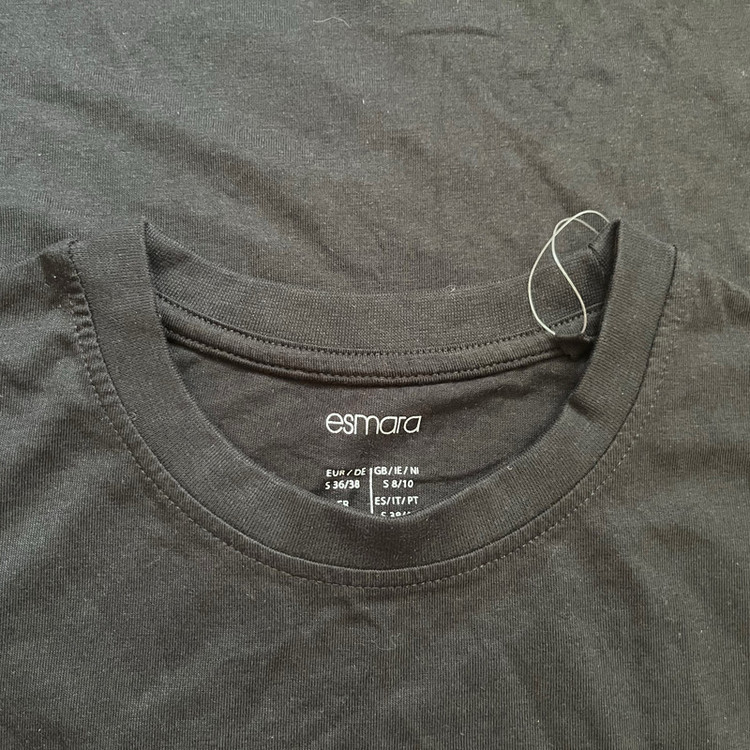 esmara
EUR/DE GB/IE/NI
S 36/38 S 8/10
ES/IT/PT